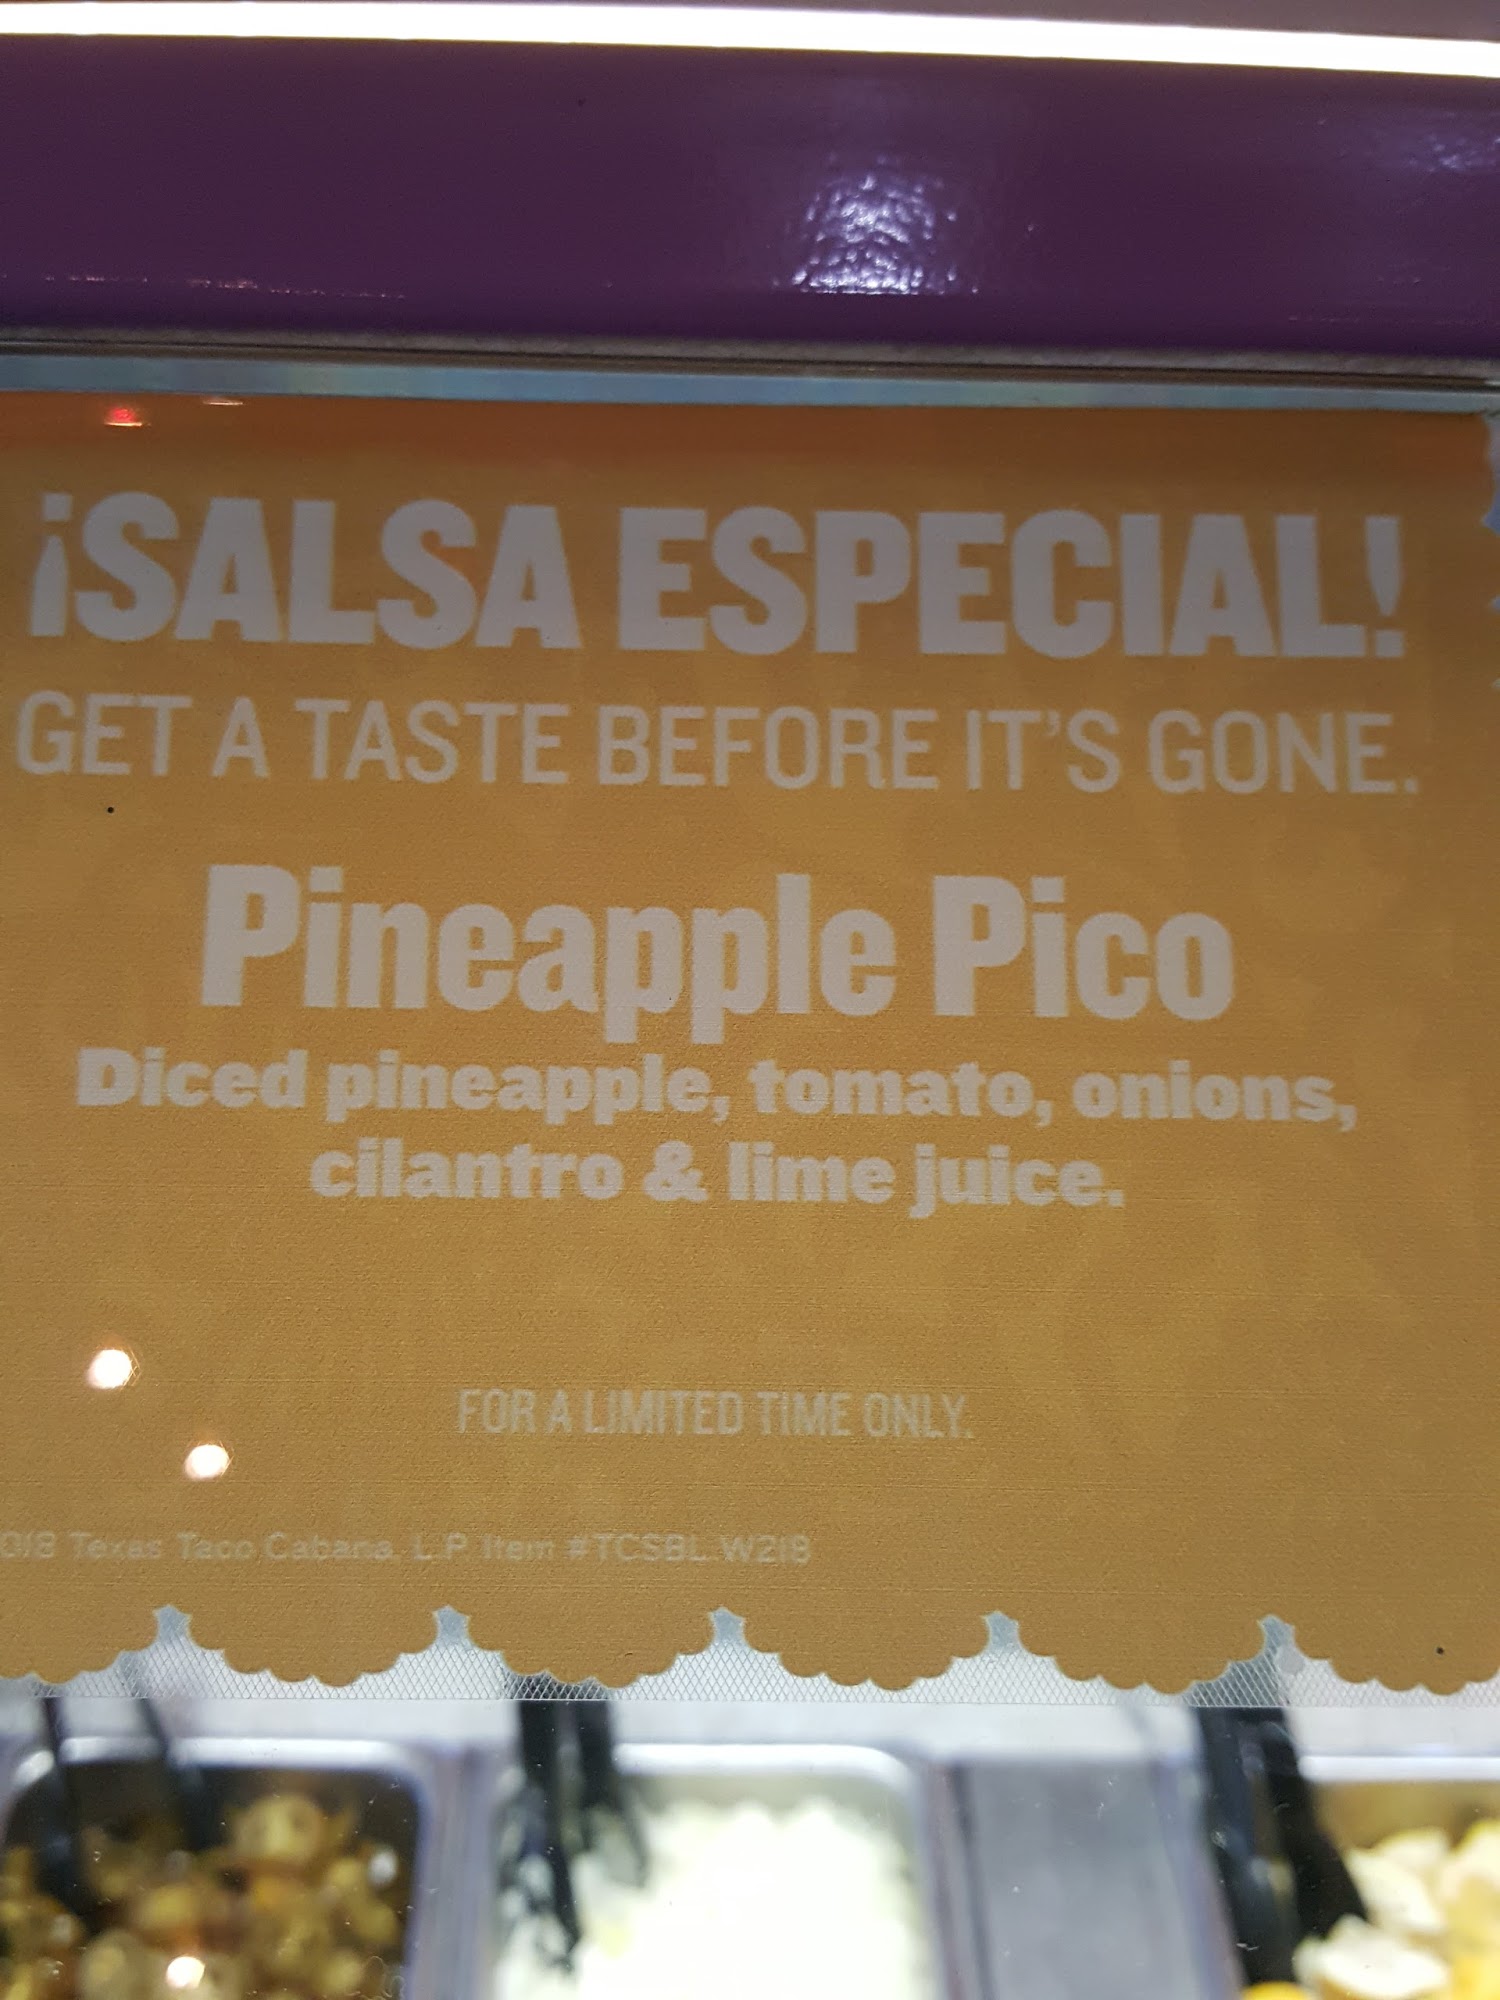 ¡SALSA ESPECIAL!
GET A TASTE BEFORE IT'S GONE.
Pineapple Pico
Diced pineapple, tomato, onions,
cilantro & lime juice.
FOR A LIMITED TIME ONLY.
018 Texas Taco Cabana, L.P. Item #TCSBL.W218